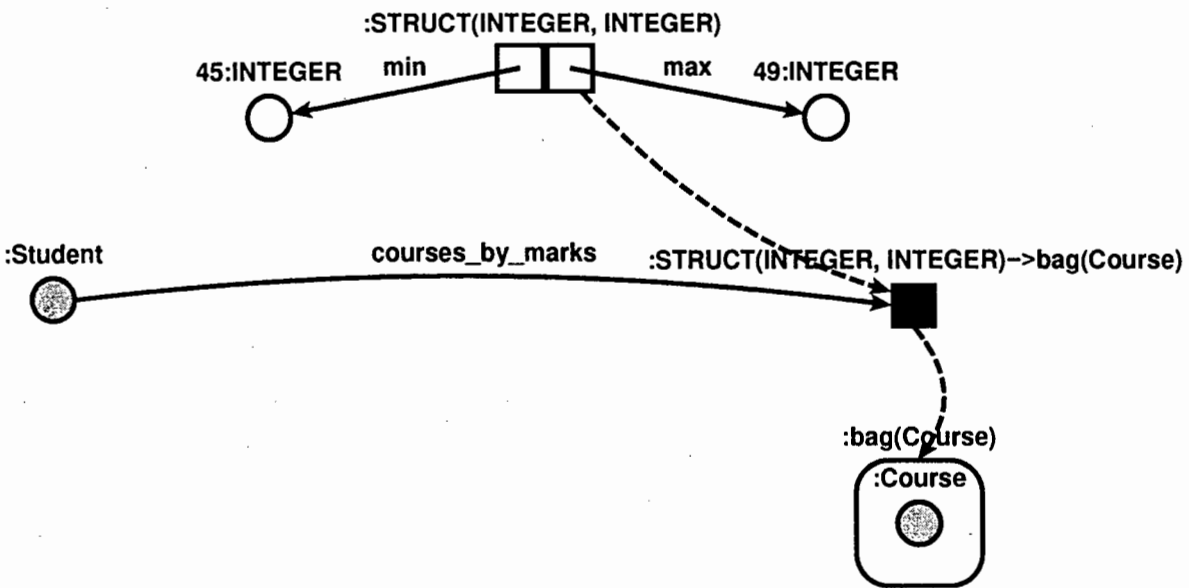 :STRUCT(INTEGER, INTEGER)
45:INTEGER
min
max
49:INTEGER
:Student
courses_by_marks
:STRUCT(INTEGER, INTEGER)->bag(Course)
:bag(Course)
:Course